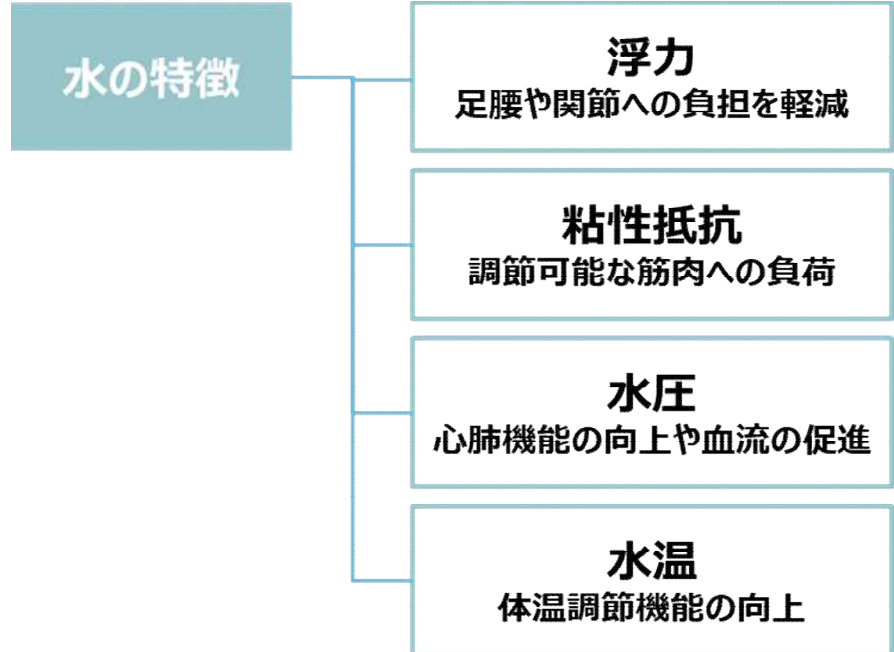 水の特徴
浮力
足腰や関節への負担を軽減
粘性抵抗
調節可能な筋肉への負荷
水圧
心肺機能の向上や血流の促進
水温
体温調節機能の向上